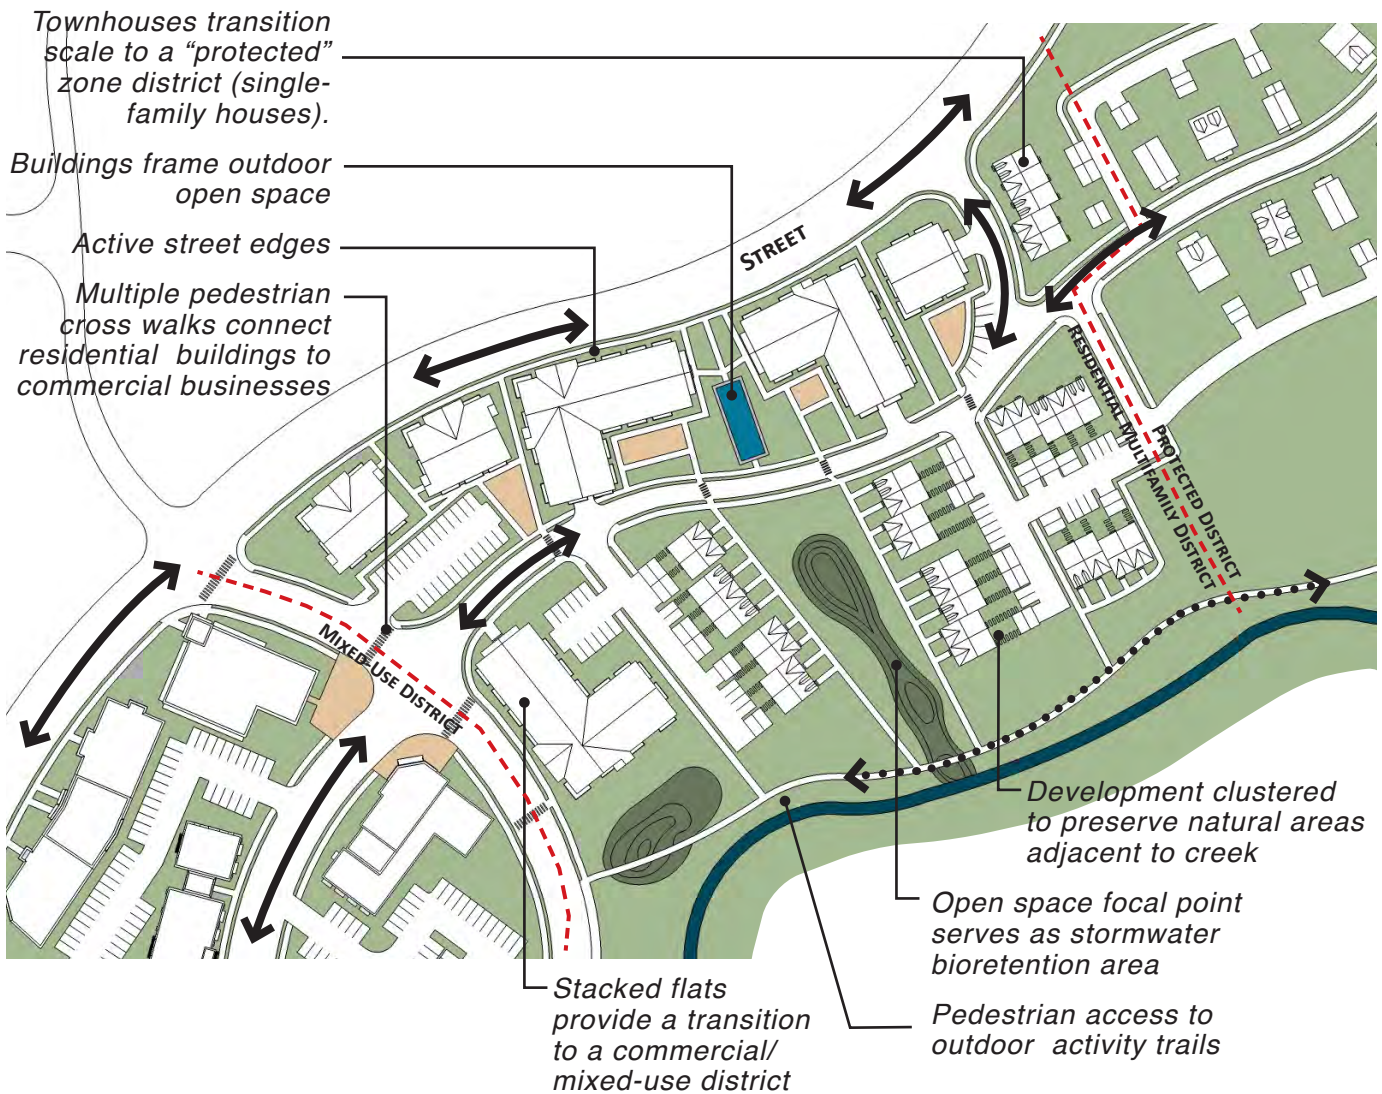 Townhouses transition
scale to a “protected”
zone district (single-
family houses).
Buildings frame outdoor
open space
Active street edges
Multiple pedestrian
cross walks connect
residential buildings to
commercial businesses
STREET
RESIDENTIAL MULTIFAMILY DISTRICT
PROTECTED DISTRICT
MIXED-USE DISTRICT
Development clustered
to preserve natural areas
adjacent to creek
Open space focal point
serves as stormwater
bioretention area
Pedestrian access to
outdoor activity trails
Stacked flats
provide a transition
to a commercial/
mixed-use district